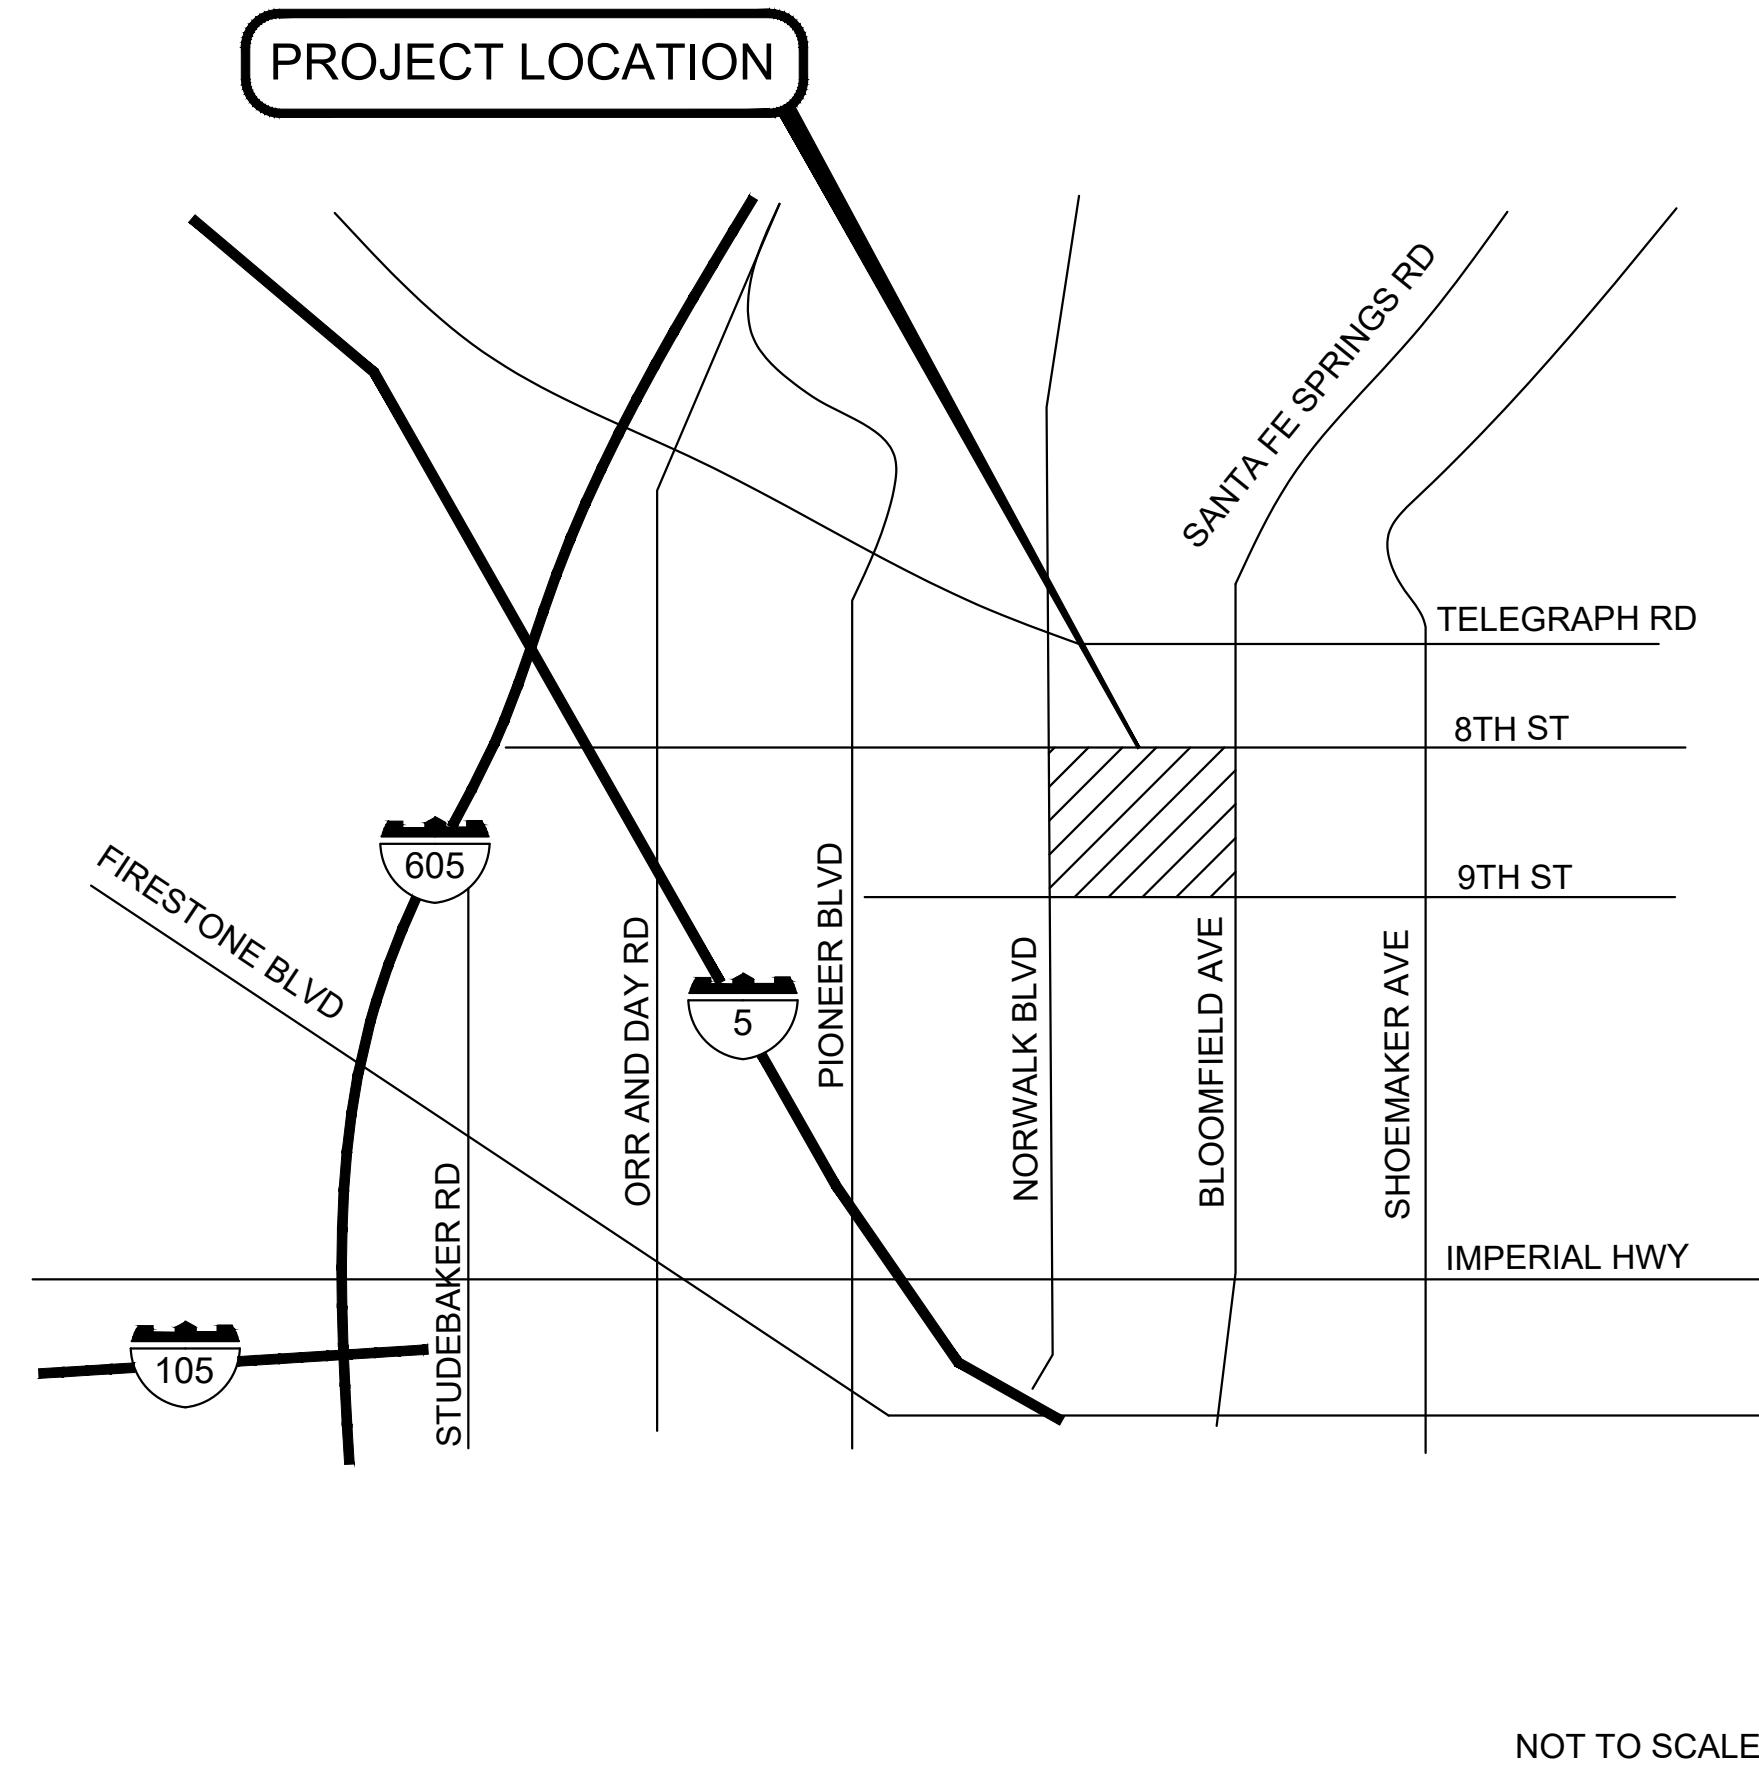 PROJECT LOCATION
SANTA FE SPRINGS RD
TELEGRAPH RD
8TH ST
605
FIRESTONE BLVD
9TH ST
5
ORR AND DAY RD
PIONEER BLVD
NORWALK BLVD
BLOOMFIELD AVE
SHOEMAKER AVE
STUDEBAKER RD
IMPERIAL HWY
105
NOT TO SCALE